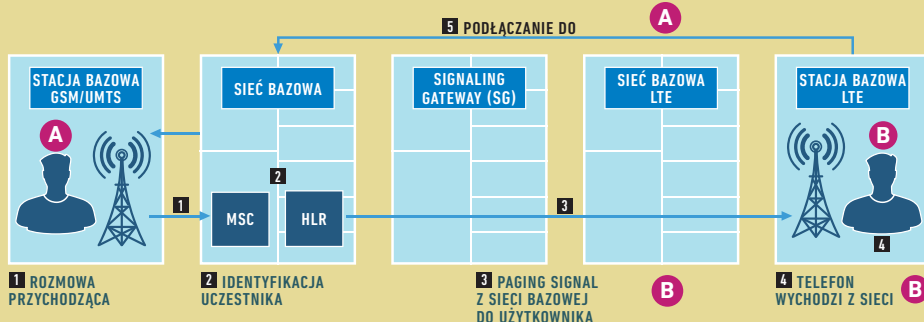 5 PODŁĄCZANIE DO A
STACJA BAZOWA
GSM/UMTS
A
SIEĆ BAZOWA
SIGNALING
GATEWAY (SG)
SIEĆ BAZOWA
LTE
STACJA BAZOWA
LTE
B
1
2
MSC
HLR
3
4
1 ROZMOWA
PRZYCHODZĄCA
2 IDENTYFIKACJA
UCZESTNIKA
3 PAGING SIGNAL
Z SIECI BAZOWEJ
DO UŻYTKOWNIKA
B
4 TELEFON
WYCHODZI Z SIECI B